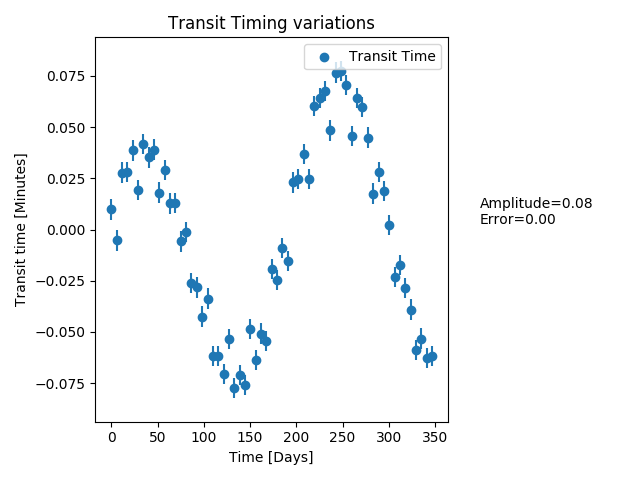 Transit Timing variations
Transit Time
0.075
0.050
0.025
0.000
−0.025
−0.050
−0.075
Transit time [Minutes]
Amplitude=0.08
Error=0.00
0 50 100 150 200 250 300 350
Time [Days]